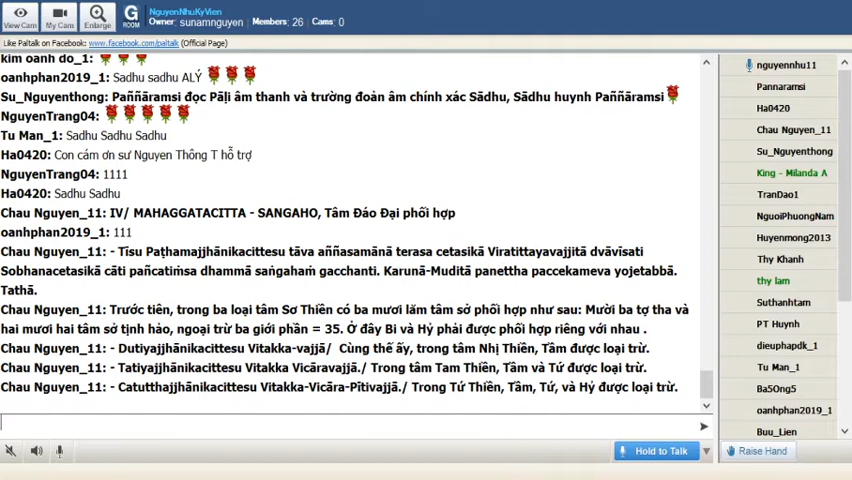 NguyenNhuKyVien
Owner: sunamnguyen Members: 26 Cams: 0
View Cam My Cam Enlarge G ROOM
Like Paltalk on Facebook: www.facebook.com/paltalk (Official Page)
kim oanh do_1:
oanhphan2019_1: Sadhu sadhu ALÝ
Su_Nguyenthong: Paññāramsi đọc Pāḷi âm thanh và trường đoàn âm chính xác Sādhu, Sādhu huynh Paññāramsi
NguyenTrang04:
Tu Man_1: Sadhu Sadhu Sadhu
Ha0420: Con cám ơn sư Nguyen Thông T hỗ trợ
NguyenTrang04: 1111
Ha0420: Sadhu Sadhu
Chau Nguyen_11: IV/ MAHAGGATACITTA - SANGAHO, Tâm Đáo Đại phối hợp
oanhphan2019_1: 111
Chau Nguyen_11: - Tīsu Paṭhamajjhānikacittesu tāva aññasamānā terasa cetasikā Viratittayavajjitā dvāvīsati
Sobhanacetasikā cāti pañcatiṁsa dhammā saṅgahaṁ gacchanti. Karunā-Muditā panettha paccekameva yojetabbā.
Tathā.
Chau Nguyen_11: Trước tiên, trong ba loại tâm Sơ Thiền có ba mươi lăm tâm sở phối hợp như sau: Mười ba tợ tha và
hai mươi hai tâm sở tịnh hảo, ngoại trừ ba giới phần = 35. Ở đây Bi và Hỷ phải được phối hợp riêng với nhau .
Chau Nguyen_11: - Dutiyajjhānikacittesu Vitakka-vajjā/ Cùng thế ấy, trong tâm Nhị Thiền, Tầm được loại trừ.
Chau Nguyen_11: - Tatiyajjhānikacittesu Vitakka Vicāravajjā./ Trong tâm Tam Thiền, Tầm và Tứ được loại trừ.
Chau Nguyen_11: - Catutthajjhānikacittesu Vitakka-Vicāra-Pītivajjā./ Trong Tứ Thiền, Tầm, Tứ, và Hỷ được loại trừ.
Hold to Talk
nguyennhu11
Pannaramsi
Ha0420
Chau Nguyen_11
Su_Nguyenthong
King - Milanda A
TranDao1
NguoiPhuongNam
Huyenmong2013
Thy Khanh
thy lam
Suthanhtam
PT Huynh
dieuphapdk_1
Tu Man_1
Ba5Ong5
oanhphan2019_1
Buu_Lien
Raise Hand